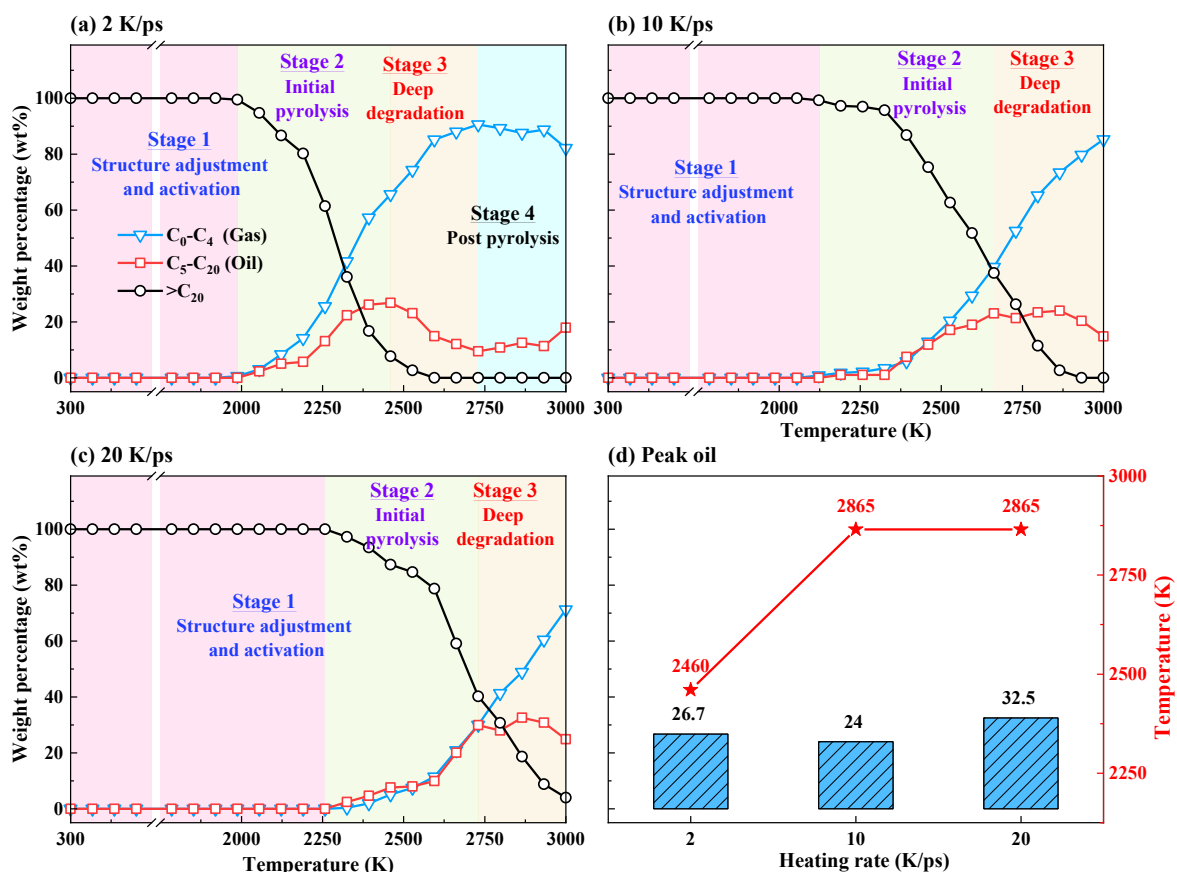 (a) 2 K/ps
Weight percentage (wt%)
100
80
60
40
20
0
Stage 1
Structure adjustment
and activation
Stage 2
Initial
pyrolysis
Stage 3
Deep
degradation
Stage 4
Post pyrolysis
C₀-C₄ (Gas)
C₅-C₂₀ (Oil)
>C₂₀
300 2000 2250 2500 2750 3000
(b) 10 K/ps
100
80
60
40
20
0
Stage 1
Structure adjustment
and activation
Stage 2
Initial
pyrolysis
Stage 3
Deep
degradation
300 2000 2250 2500 2750 3000
Temperature (K)
(c) 20 K/ps
Weight percentage (wt%)
100
80
60
40
20
0
Stage 1
Structure adjustment
and activation
Stage 2
Initial
pyrolysis
Stage 3
Deep
degradation
300 2000 2250 2500 2750 3000
Temperature (K)
(d) Peak oil
2460
2865
2865
26.7
24
32.5
3000
2750
2500
2250
Temperature (K)
2 10 20
Heating rate (K/ps)